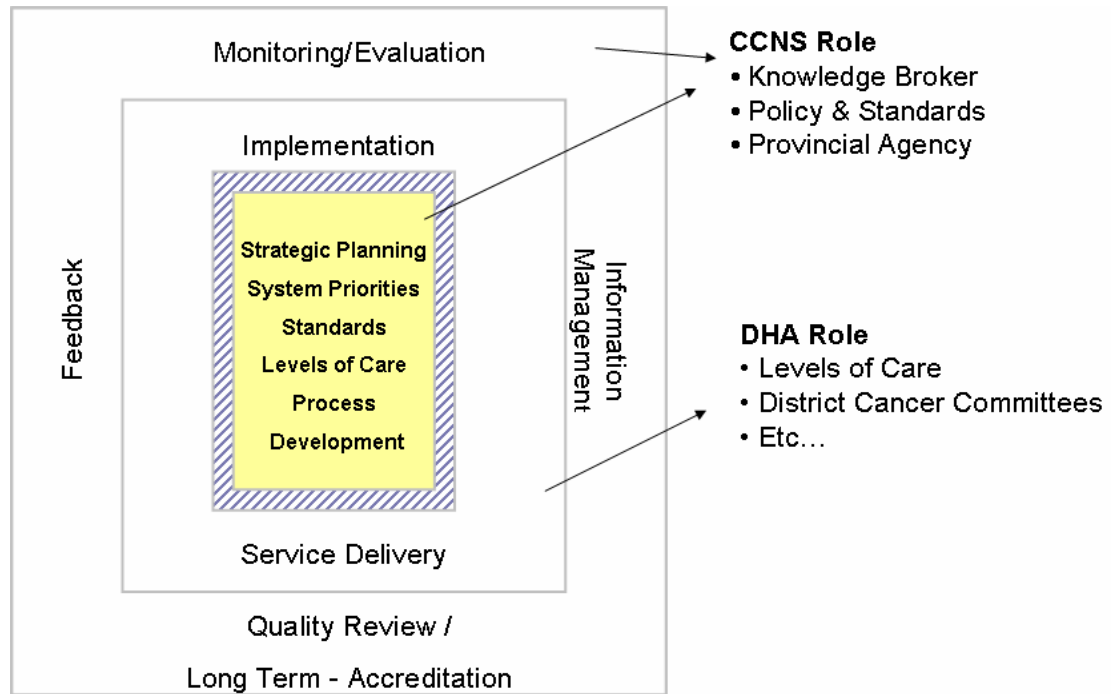 Monitoring/Evaluation
Implementation
Strategic Planning
System Priorities
Standards
Levels of Care
Process
Development
Service Delivery
Feedback
Information
Management
Quality Review /
Long Term - Accreditation
CCNS Role
• Knowledge Broker
• Policy & Standards
• Provincial Agency
DHA Role
• Levels of Care
• District Cancer Committees
• Etc...